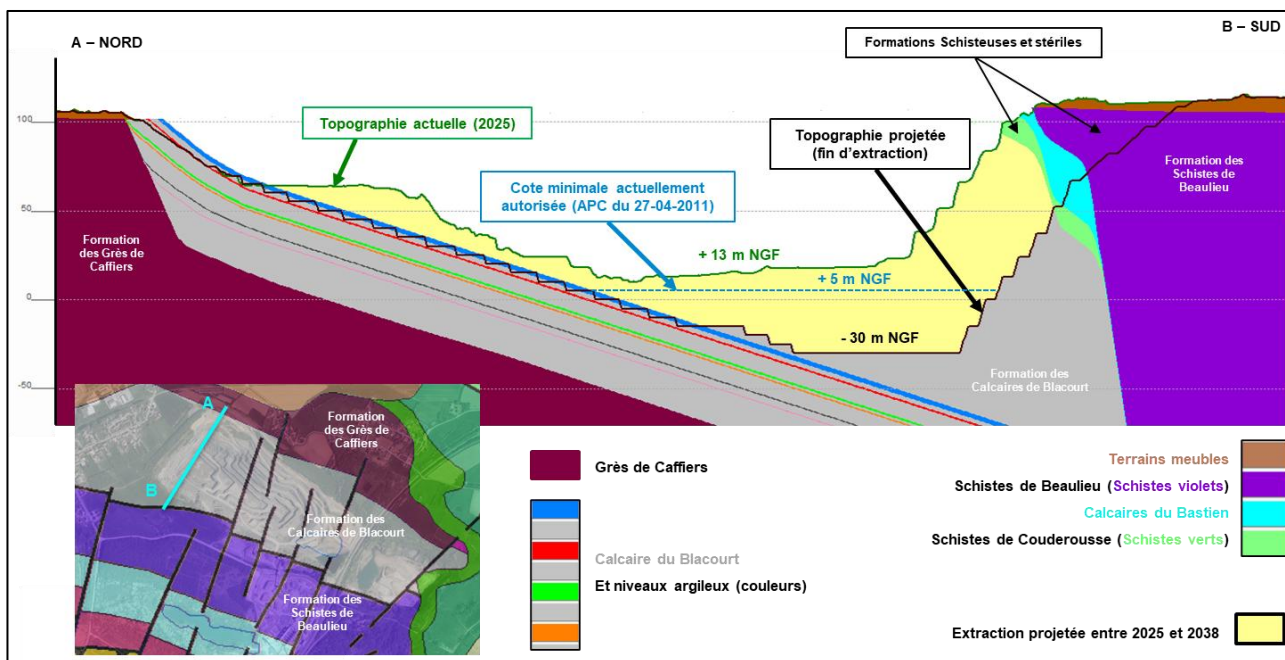 A – NORD
B – SUD
Formations Schisteuses et stériles
Topographie actuelle (2025)
Topographie projetée
(fin d'extraction)
Cote minimale actuellement
autorisée (APC du 27-04-2011)
100
50
0
-50
Formation
des Grès de
Caffiers
Formation des
Schistes de
Beaulieu
+ 13 m NGF
+ 5 m NGF
- 30 m NGF
Formation des
Calcaires de Blacourt
A
B
Formation
des Grès de
Caffiers
Formation des
Calcaires de Blacourt
Formation des
Schistes de
Beaulieu
Grès de Caffiers
Calcaire du Blacourt
Et niveaux argileux (couleurs)
Terrains meubles
Schistes de Beaulieu (Schistes violets)
Calcaires du Bastien
Schistes de Couderousse (Schistes verts)
Extraction projetée entre 2025 et 2038